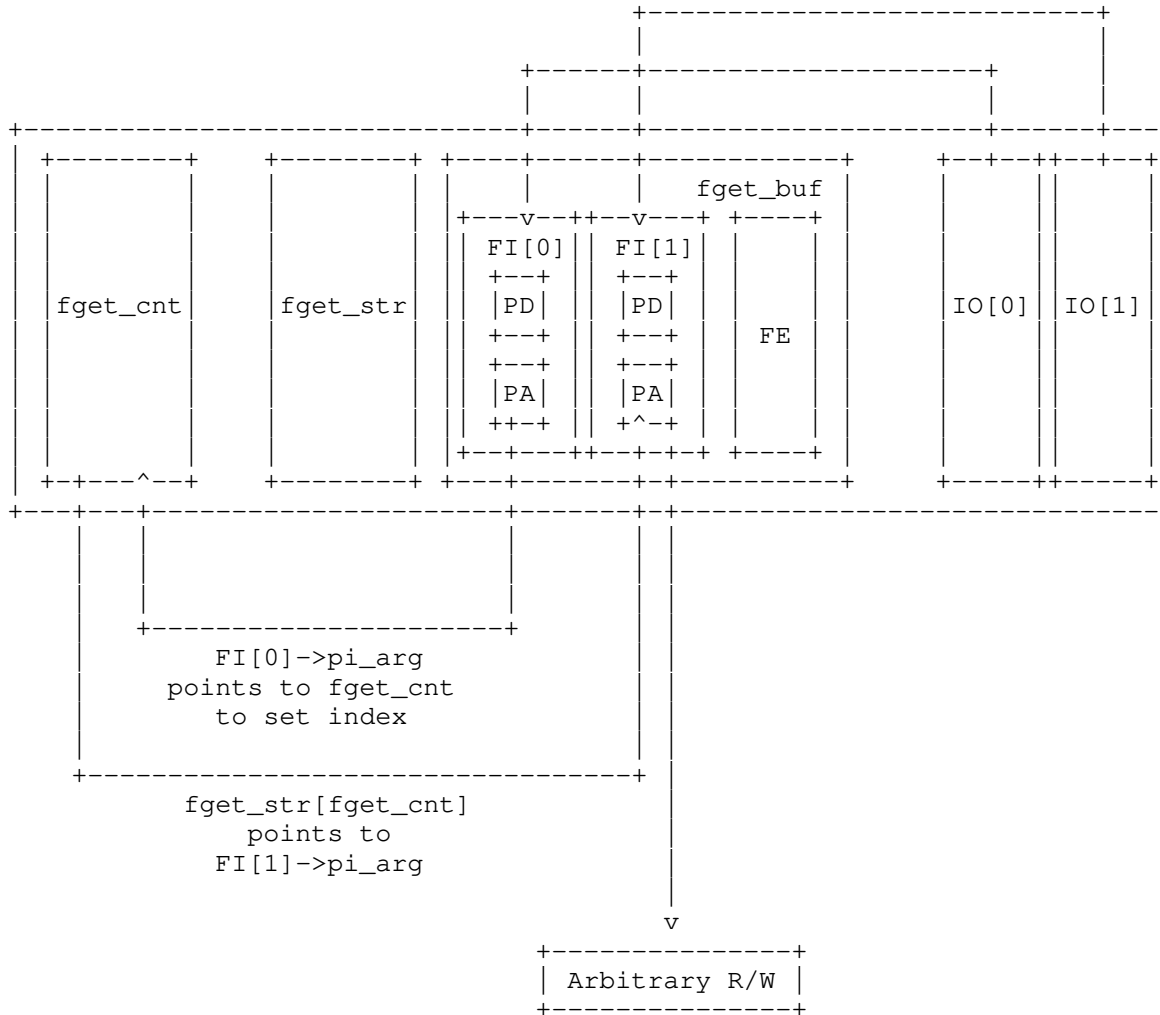 fget_buf
FI[0] FI[1]
fget_cnt fget_str PD PD IO[0] IO[1]
FE
PA PA
FI[0]->pi_arg
points to fget_cnt
to set index
fget_str[fget_cnt]
points to
FI[1]->pi_arg
v
Arbitrary R/W